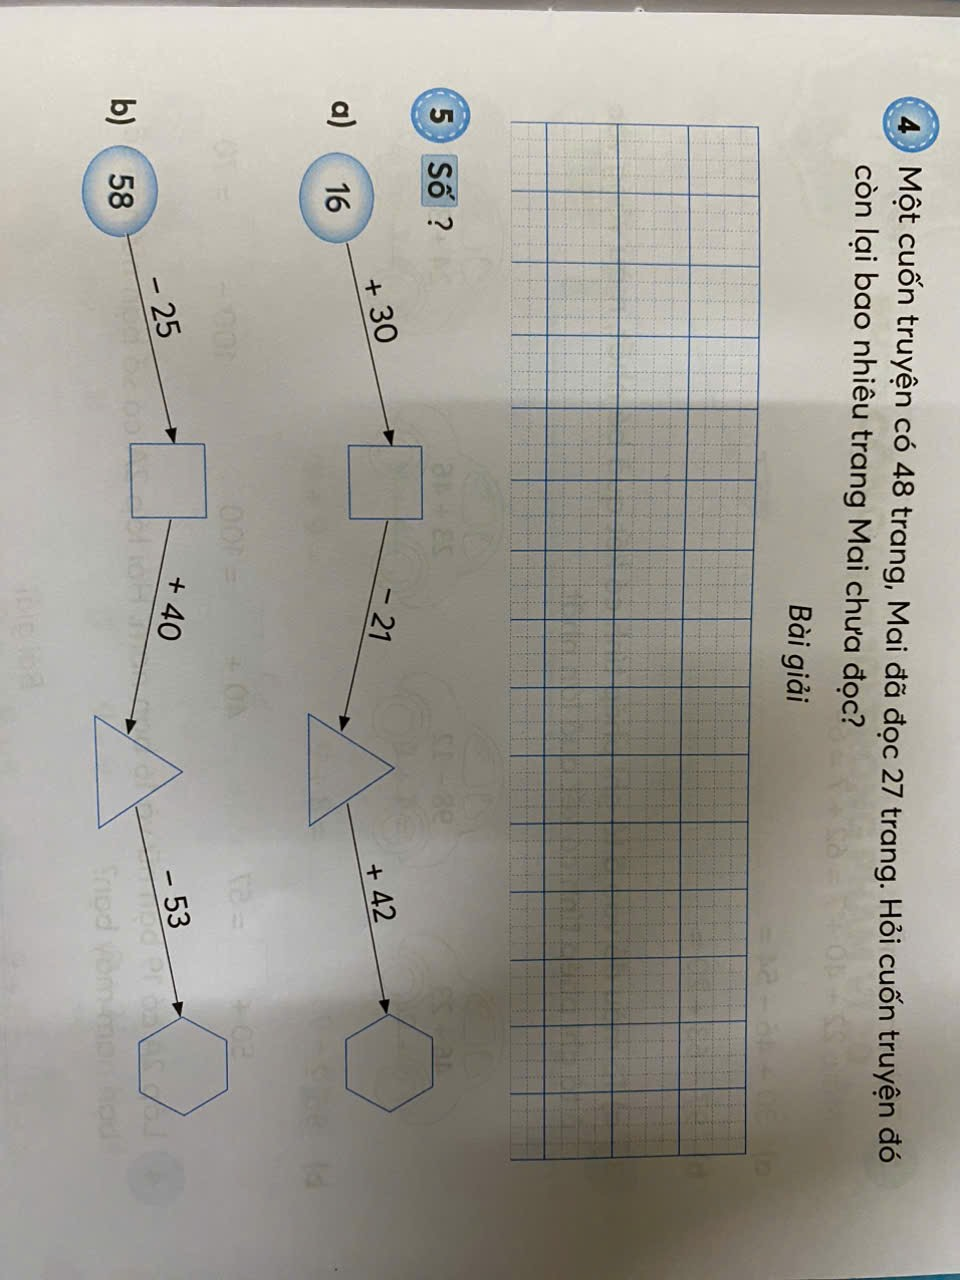 4 Một cuốn truyện có 48 trang, Mai đã đọc 27 trang. Hỏi cuốn truyện đó
còn lại bao nhiêu trang Mai chưa đọc?
Bài giải
5 Số ?
a) 16 + 30 - 21 + 42
b) 58 - 25 + 40 - 53